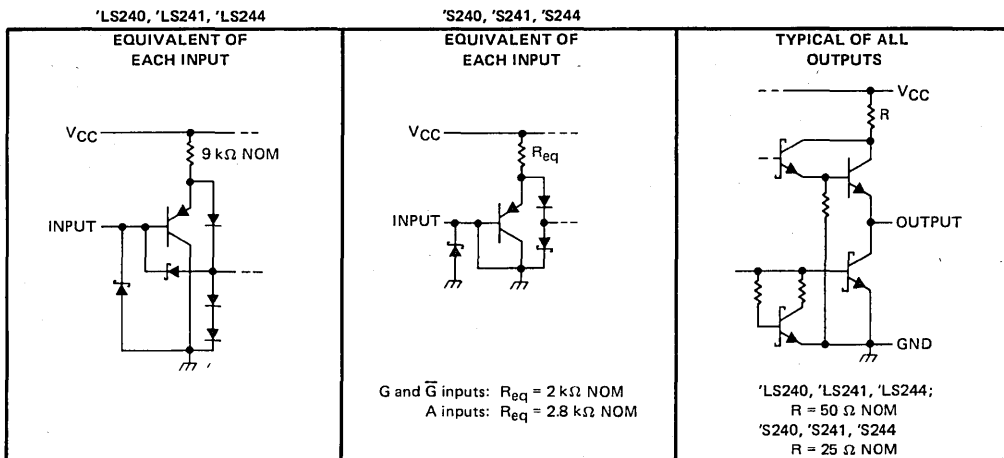 'LS240, 'LS241, 'LS244
EQUIVALENT OF
EACH INPUT
VCC
9 kΩ NOM
INPUT
'S240, 'S241, 'S244
EQUIVALENT OF
EACH INPUT
VCC
Req
INPUT
G and G̅ inputs: Req = 2 kΩ NOM
A inputs: Req = 2.8 kΩ NOM
TYPICAL OF ALL
OUTPUTS
VCC
R
OUTPUT
GND
'LS240, 'LS241, 'LS244;
R = 50 Ω NOM
'S240, 'S241, 'S244
R = 25 Ω NOM